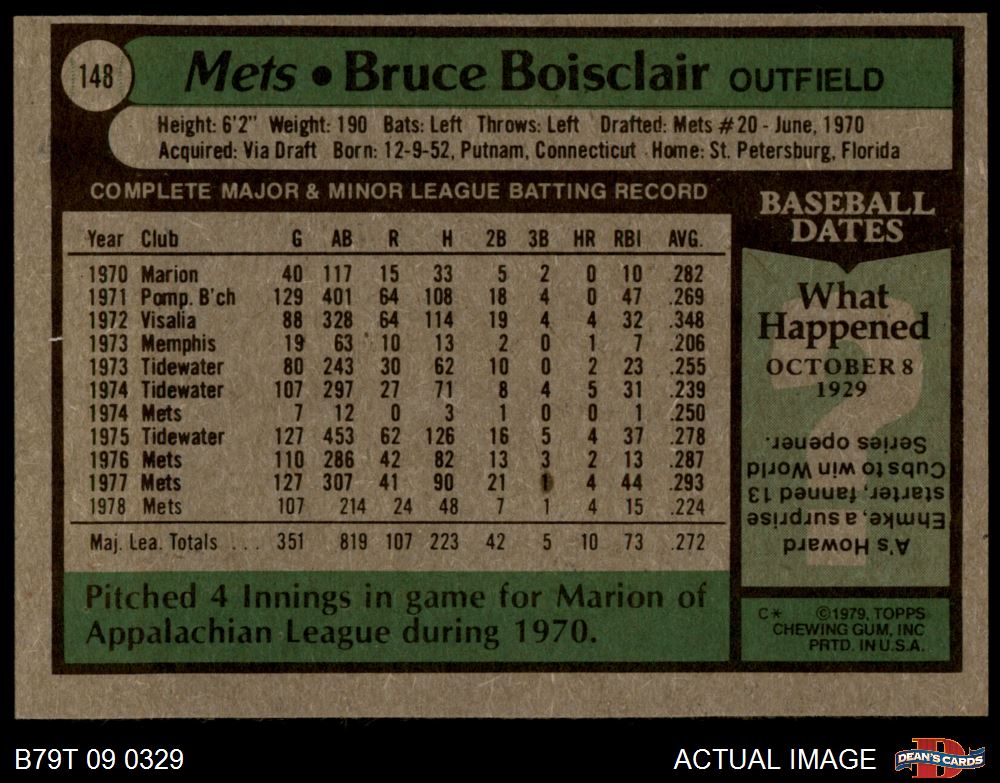 148 Mets • Bruce Boisclair OUTFIELD
Height: 6'2" Weight: 190 Bats: Left Throws: Left Drafted: Mets #20 - June, 1970
Acquired: Via Draft Born: 12-9-52, Putnam, Connecticut Home: St. Petersburg, Florida
COMPLETE MAJOR & MINOR LEAGUE BATTING RECORD
Year Club G AB R H 2B 3B HR RBI AVG.
1970 Marion 40 117 15 33 5 2 0 10 .282
1971 Pomp. B'ch 129 401 64 108 18 4 0 47 .269
1972 Visalia 88 328 64 114 19 4 4 32 .348
1973 Memphis 19 63 10 13 2 0 1 7 .206
1973 Tidewater 80 243 30 62 10 0 2 23 .255
1974 Tidewater 107 297 27 71 8 4 5 31 .239
1974 Mets 7 12 0 3 1 0 0 1 .250
1975 Tidewater 127 453 62 126 16 5 4 37 .278
1976 Mets 110 286 42 82 13 3 2 13 .287
1977 Mets 127 307 41 90 21 1 4 44 .293
1978 Mets 107 214 24 48 7 1 4 15 .224
Maj. Lea. Totals ... 351 819 107 223 42 5 10 73 .272
Pitched 4 Innings in game for Marion of
Appalachian League during 1970.
BASEBALL
DATES
What
Happened
OCTOBER 8
1929
?
A's Howard
Ehmke, a surprise
starter, fanned 13
Cubs to win World
Series opener.
C* ©1979, TOPPS
CHEWING GUM, INC
PRTD. IN U.S.A.
B79T 09 0329
ACTUAL IMAGE
D
DEAN'S CARDS